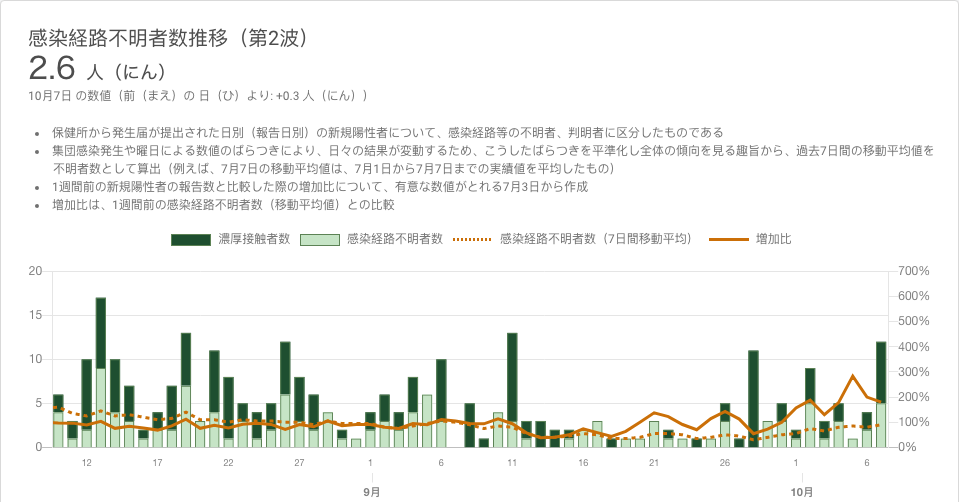 感染経路不明者数推移（第2波）
2.6 人（にん）
10月7日 の数値（前（まえ）の 日（ひ）より: +0.3 人（にん））
• 保健所から発生届が提出された日別（報告日別）の新規陽性者について、感染経路等の不明者、判明者に区分したものである
• 集団感染発生や曜日による数値のばらつきにより、日々の結果が変動するため、こうしたばらつきを平準化し全体の傾向を見る趣旨から、過去7日間の移動平均値を
不明者数として算出（例えば、7月7日の移動平均値は、7月1日から7月7日までの実績値を平均したもの）
• 1週間前の新規陽性者の報告数と比較した際の増加比について、有意な数値がとれる7月3日から作成
• 増加比は、1週間前の感染経路不明者数（移動平均値）との比較
濃厚接触者数 感染経路不明者数 感染経路不明者数（7日間移動平均） 増加比
20 700%
600%
15
500%
10 400%
300%
5 200%
100%
0 0%
12 17 22 27 1 6 11 16 21 26 1 6
9月 10月